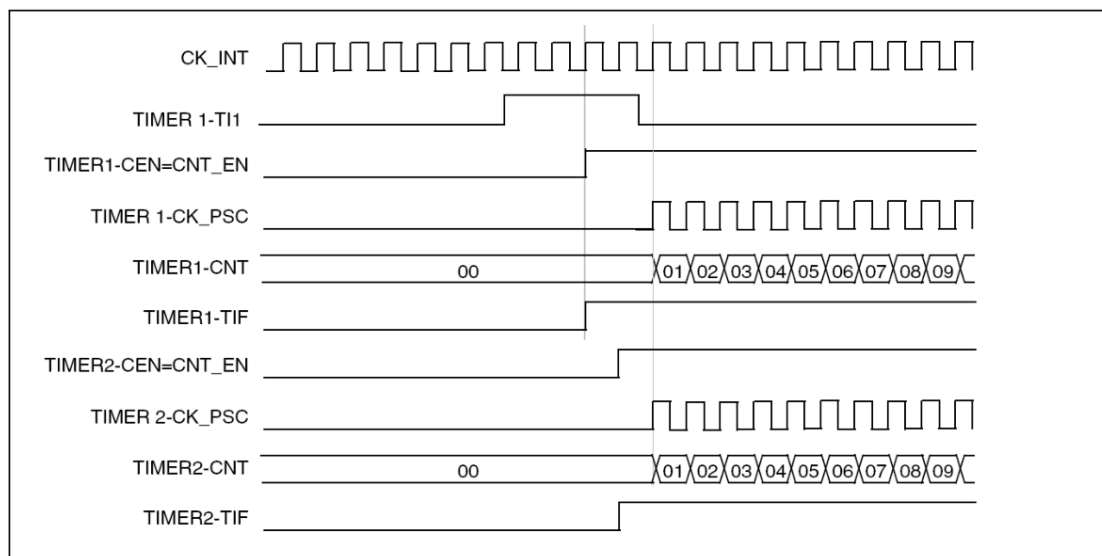 CK_INT
TIMER 1-TI1
TIMER1-CEN=CNT_EN
TIMER 1-CK_PSC
TIMER1-CNT 00 01 02 03 04 05 06 07 08 09
TIMER1-TIF
TIMER2-CEN=CNT_EN
TIMER 2-CK_PSC
TIMER2-CNT 00 01 02 03 04 05 06 07 08 09
TIMER2-TIF